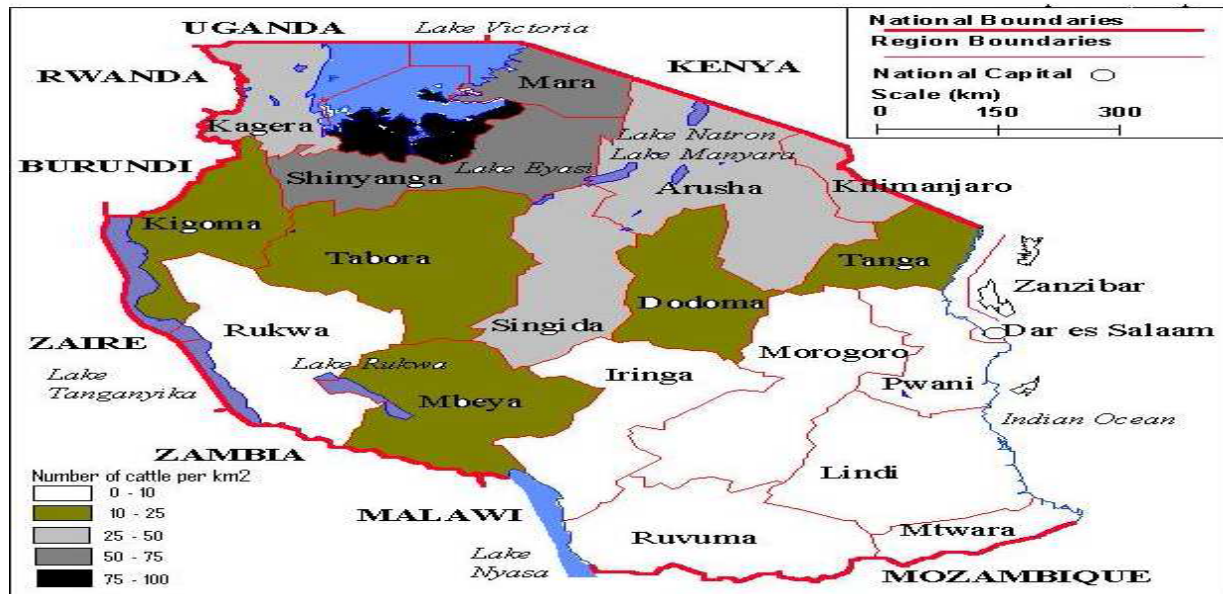 UGANDA
Lake Victoria
National Boundaries
Region Boundaries
National Capital
Scale (km)
0 150 300
RWANDA
KENYA
Mara
Kagera
Lake Natron
Lake Manyara
BURUNDI
Lake Eyasi
Shinyanga
Arusha
Kilimanjaro
Kigoma
Tabora
Tanga
Zanzibar
Dodoma
Rukwa
Singida
Dar es Salaam
ZAIRE
Morogoro
Lake
Tanganyika
Lake Rukwa
Iringa
Pwani
Mbeya
Indian Ocean
ZAMBIA
Lindi
Number of cattle per km2
0 - 10
10 - 25
25 - 50
50 - 75
75 - 100
MALAWI
Mtwara
Ruvuma
Lake
Nyasa
MOZAMBIQUE